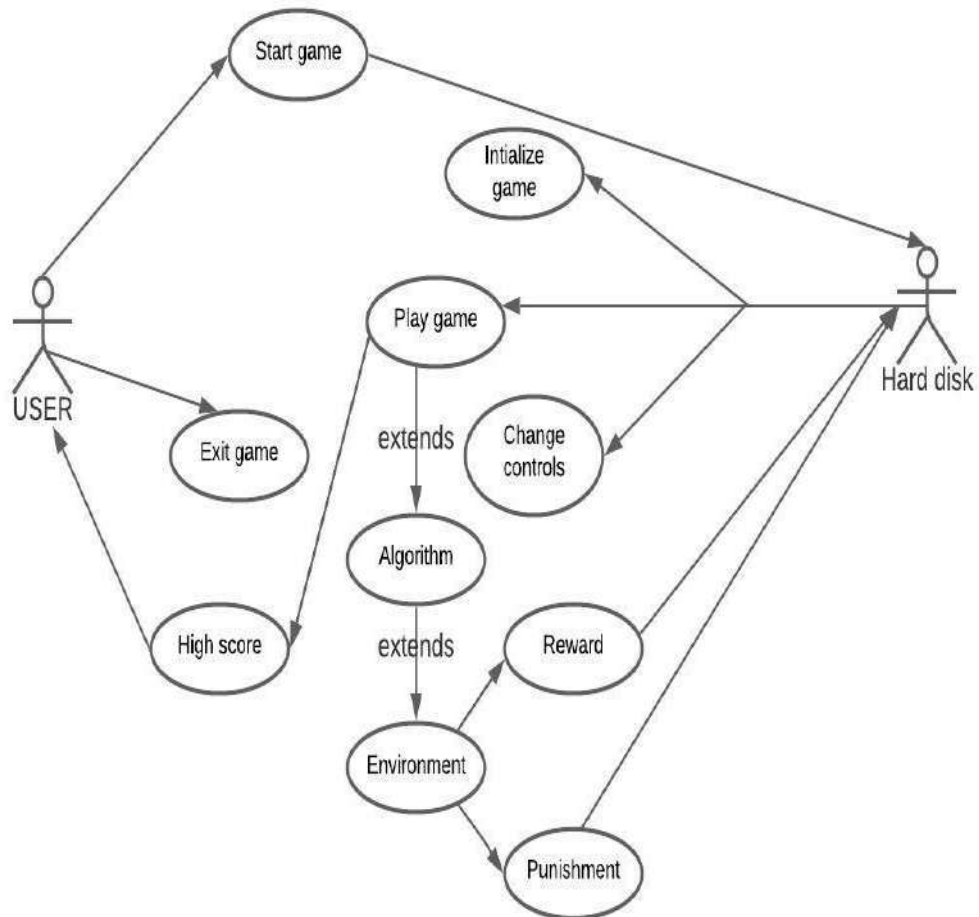 Start game
Intialize
game
Play game
Hard disk
USER
Exit game
extends
Change
controls
Algorithm
High score
extends
Reward
Environment
Punishment